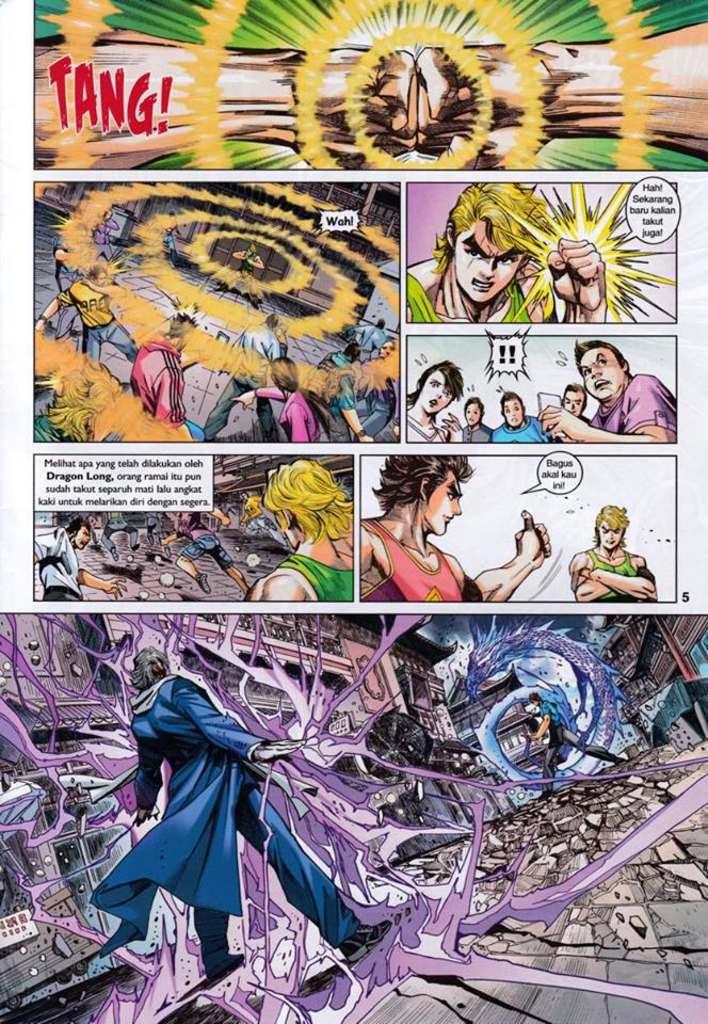 TANG!
Wah!
Hah!
Sekarang
baru kalian
takut
juga!
!!
Melihat apa yang telah dilakukan oleh
Dragon Long, orang ramai itu pun
sudah takut separuh mati lalu angkat
kaki untuk melarikan diri dengan segera.
Bagus
akal kau
ini!
5